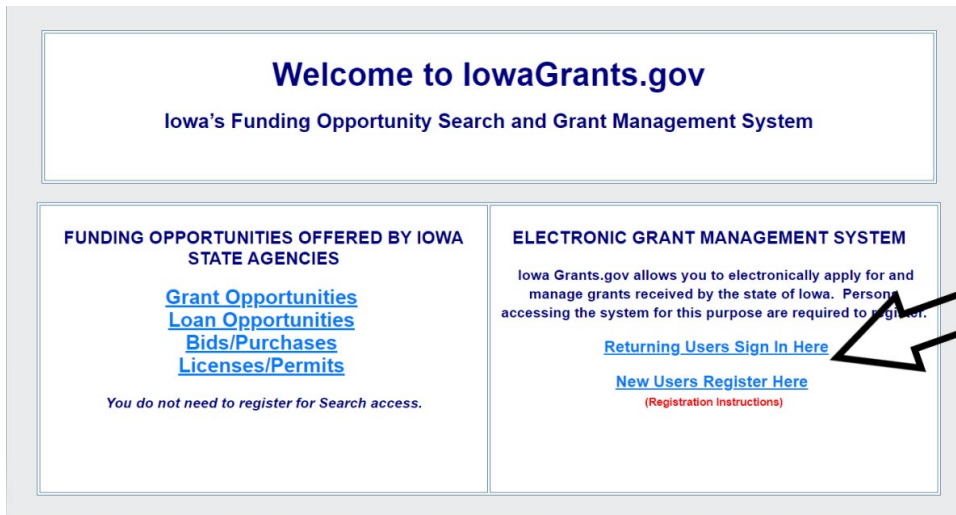 Welcome to IowaGrants.gov
Iowa's Funding Opportunity Search and Grant Management System
FUNDING OPPORTUNITIES OFFERED BY IOWA
STATE AGENCIES
Grant Opportunities
Loan Opportunities
Bids/Purchases
Licenses/Permits
You do not need to register for Search access.
ELECTRONIC GRANT MANAGEMENT SYSTEM
Iowa Grants.gov allows you to electronically apply for and
manage grants received by the state of Iowa. Persons
accessing the system for this purpose are required to register.
Returning Users Sign In Here
New Users Register Here
(Registration Instructions)